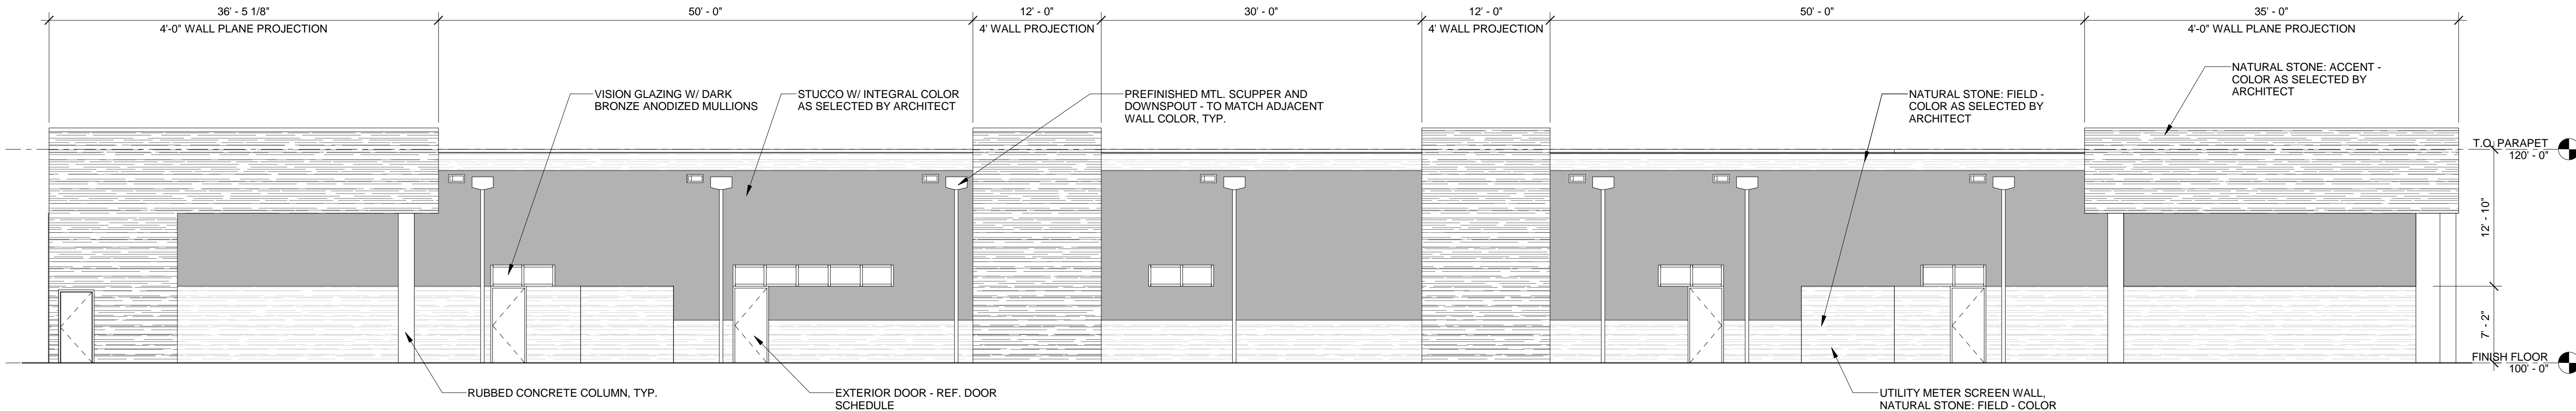 36' - 5 1/8"
50' - 0"
12' - 0"
30' - 0"
12' - 0"
50' - 0"
35' - 0"
4'-0" WALL PLANE PROJECTION
4' WALL PROJECTION
4' WALL PROJECTION
4'-0" WALL PLANE PROJECTION
VISION GLAZING W/ DARK
BRONZE ANODIZED MULLIONS
STUCCO W/ INTEGRAL COLOR
AS SELECTED BY ARCHITECT
PREFINISHED MTL. SCUPPER AND
DOWNSPOUT - TO MATCH ADJACENT
WALL COLOR, TYP.
NATURAL STONE: FIELD -
COLOR AS SELECTED BY
ARCHITECT
NATURAL STONE: ACCENT -
COLOR AS SELECTED BY
ARCHITECT
T.O. PARAPET
120' - 0"
12' - 10"
7' - 2"
FINISH FLOOR
100' - 0"
RUBBED CONCRETE COLUMN, TYP.
EXTERIOR DOOR - REF. DOOR
SCHEDULE
UTILITY METER SCREEN WALL,
NATURAL STONE: FIELD - COLOR